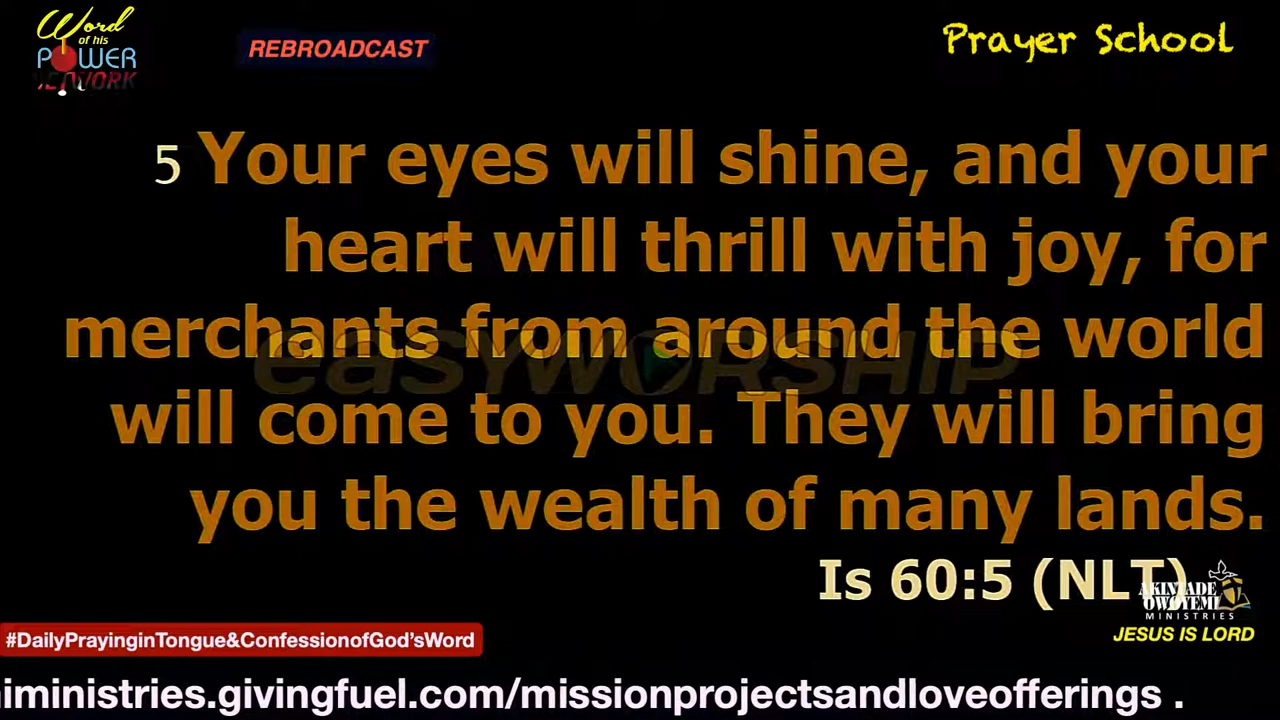 Word
of his
POWER
NETWORK
REBROADCAST
Prayer School
5 Your eyes will shine, and your
heart will thrill with joy, for
merchants from around the world
will come to you. They will bring
you the wealth of many lands.
easyworship
Is 60:5 (NLT)
AKINTADE
OWOYEMI
MINISTRIES
JESUS IS LORD
#DailyPrayinginTongue&ConfessionofGod'sWord
iministries.givingfuel.com/missionprojectsandloveofferings .